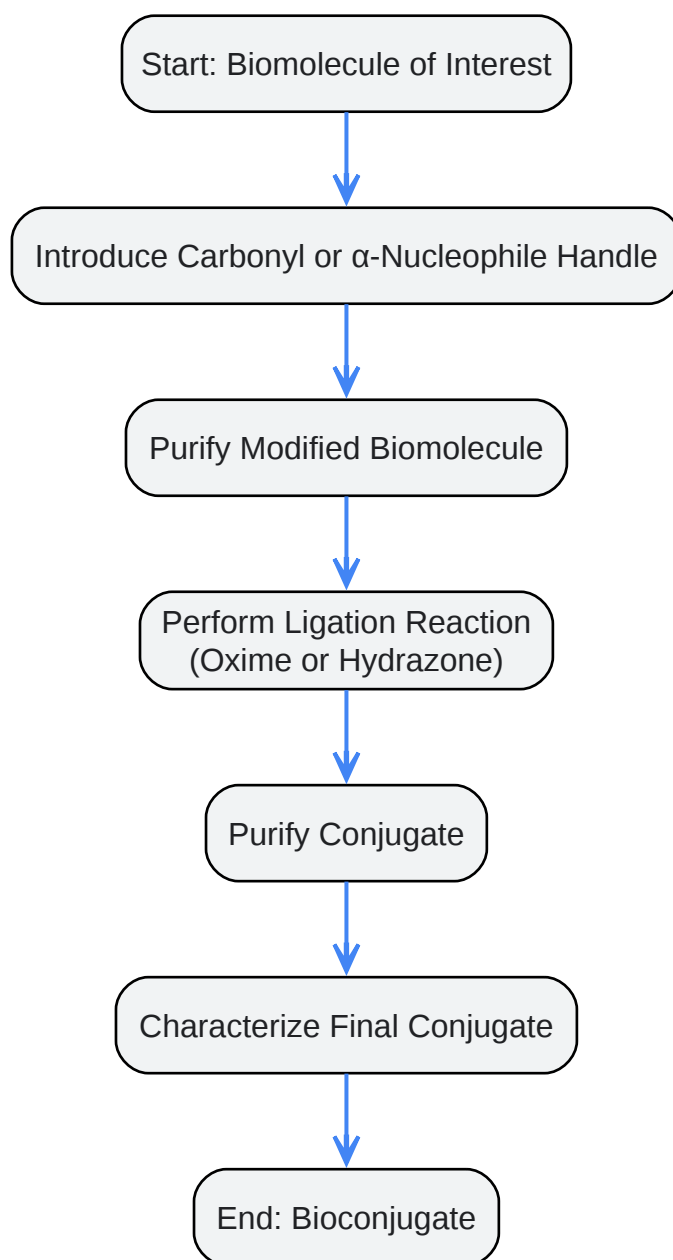 Start: Biomolecule of Interest
Introduce Carbonyl or α-Nucleophile Handle
Purify Modified Biomolecule
Perform Ligation Reaction
(Oxime or Hydrazone)
Purify Conjugate
Characterize Final Conjugate
End: Bioconjugate